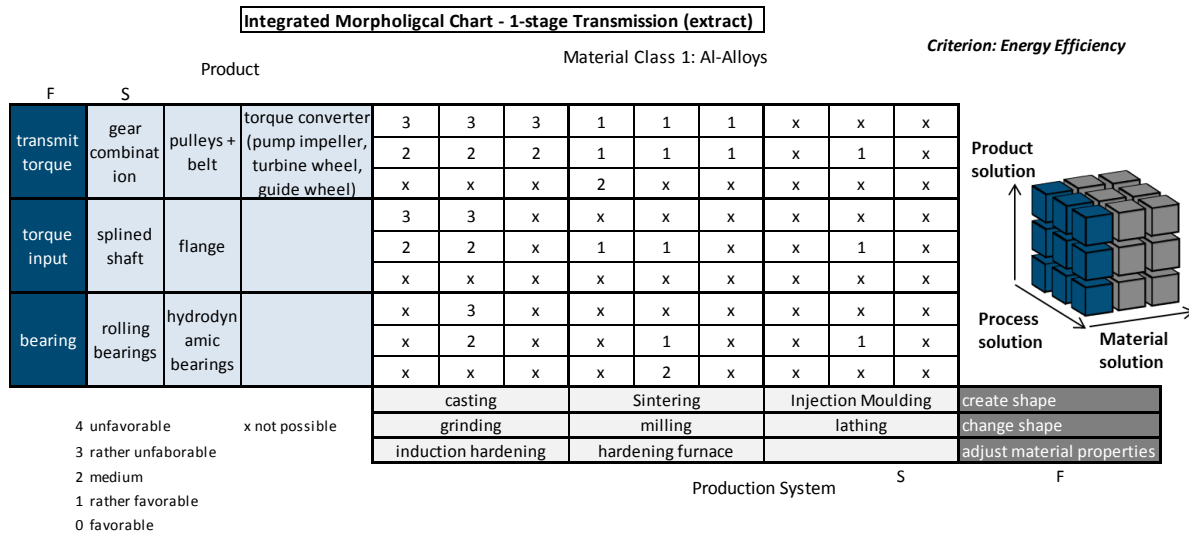 Integrated Morpholigcal Chart - 1-stage Transmission (extract)
Criterion: Energy Efficiency
Material Class 1: Al-Alloys
Product
F S
transmit
torque
gear
combinat
ion
pulleys +
belt
torque converter
(pump impeller,
turbine wheel,
guide wheel)
3 3 3 1 1 1 x x x
2 2 2 1 1 1 x 1 x
x x x 2 x x x x x
torque
input
splined
shaft
flange
3 3 x x x x x x x
2 2 x 1 1 x x 1 x
x x x x x x x x x
bearing
rolling
bearings
hydrodyn
amic
bearings
x 3 x x x x x x x
x 2 x x 1 x x 1 x
x x x x 2 x x x x
Product
solution
Process
solution
Material
solution
casting Sintering Injection Moulding create shape
grinding milling lathing change shape
induction hardening hardening furnace adjust material properties
4 unfavorable x not possible
3 rather unfaborable
2 medium
1 rather favorable
0 favorable
Production System
S F